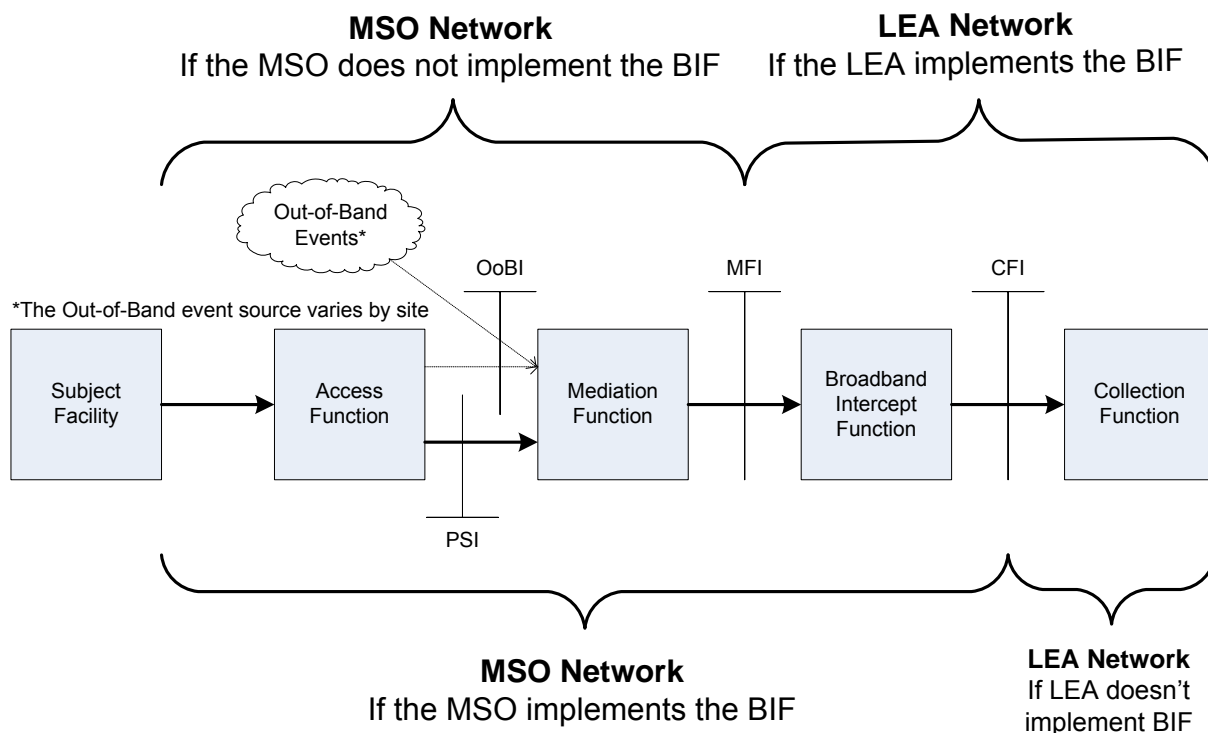 MSO Network
If the MSO does not implement the BIF
LEA Network
If the LEA implements the BIF
Out-of-Band
Events*
OoBI
MFI
CFI
*The Out-of-Band event source varies by site
Subject
Facility
Access
Function
Mediation
Function
Broadband
Intercept
Function
Collection
Function
PSI
MSO Network
If the MSO implements the BIF
LEA Network
If LEA doesn't
implement BIF